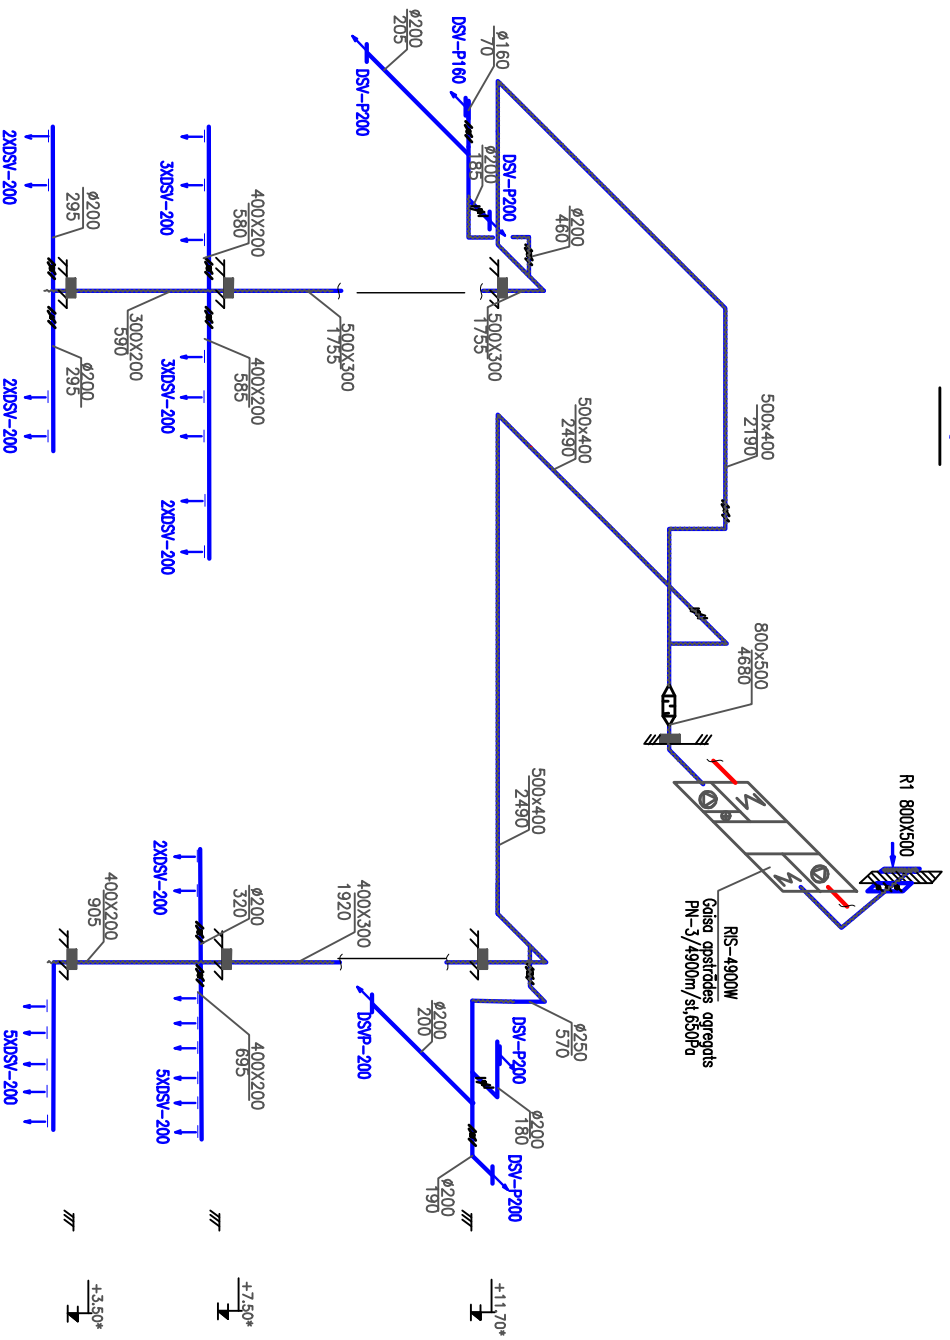 R1 800X500
RIS-4900W
Gaisa apstrādes agregats
PN-3/4900m/st,650Pa
800x500
4680
500x400
2190
500x400
2490
500x400
2490
ø200
205
DSV-P200
DSV-P160
ø160
70
ø200
185
DSV-P200
ø200
460
500X300
1755
500X300
1755
400X200
580
3XDSV-200
400X200
585
3XDSV-200
2XDSV-200
300X200
590
2XDSV-200
ø200
295
ø200
295
2XDSV-200
ø250
570
DSV-P200
ø200
180
DSV-P200
ø200
190
ø200
200
DSVP-200
400X300
1920
2XDSV-200
ø200
320
400X200
695
5XDSV-200
400X200
905
5XDSV-200
+11,70*
+7.50*
+3.50*